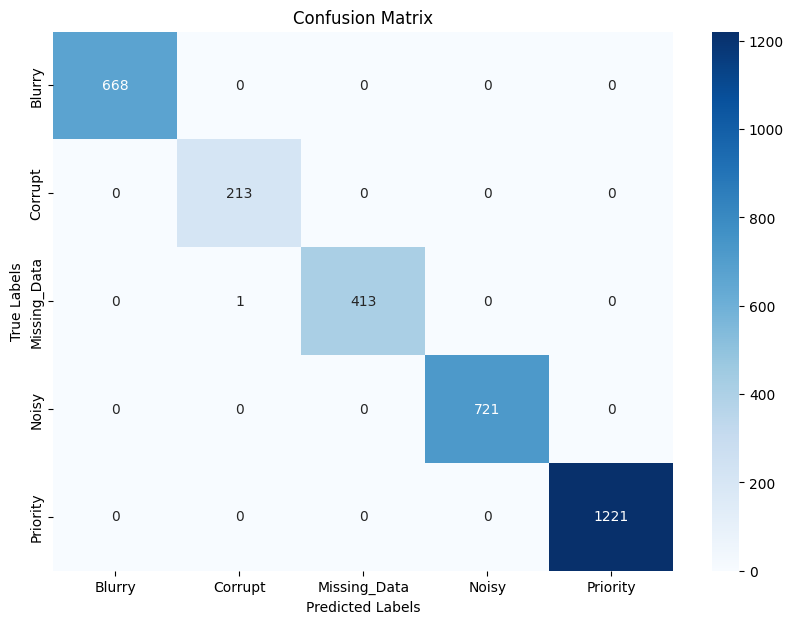 Confusion Matrix
True Labels
Blurry 668 0 0 0 0
Corrupt 0 213 0 0 0
Missing_Data 0 1 413 0 0
Noisy 0 0 0 721 0
Priority 0 0 0 0 1221
Blurry Corrupt Missing_Data Noisy Priority
Predicted Labels
1200
1000
800
600
400
200
0